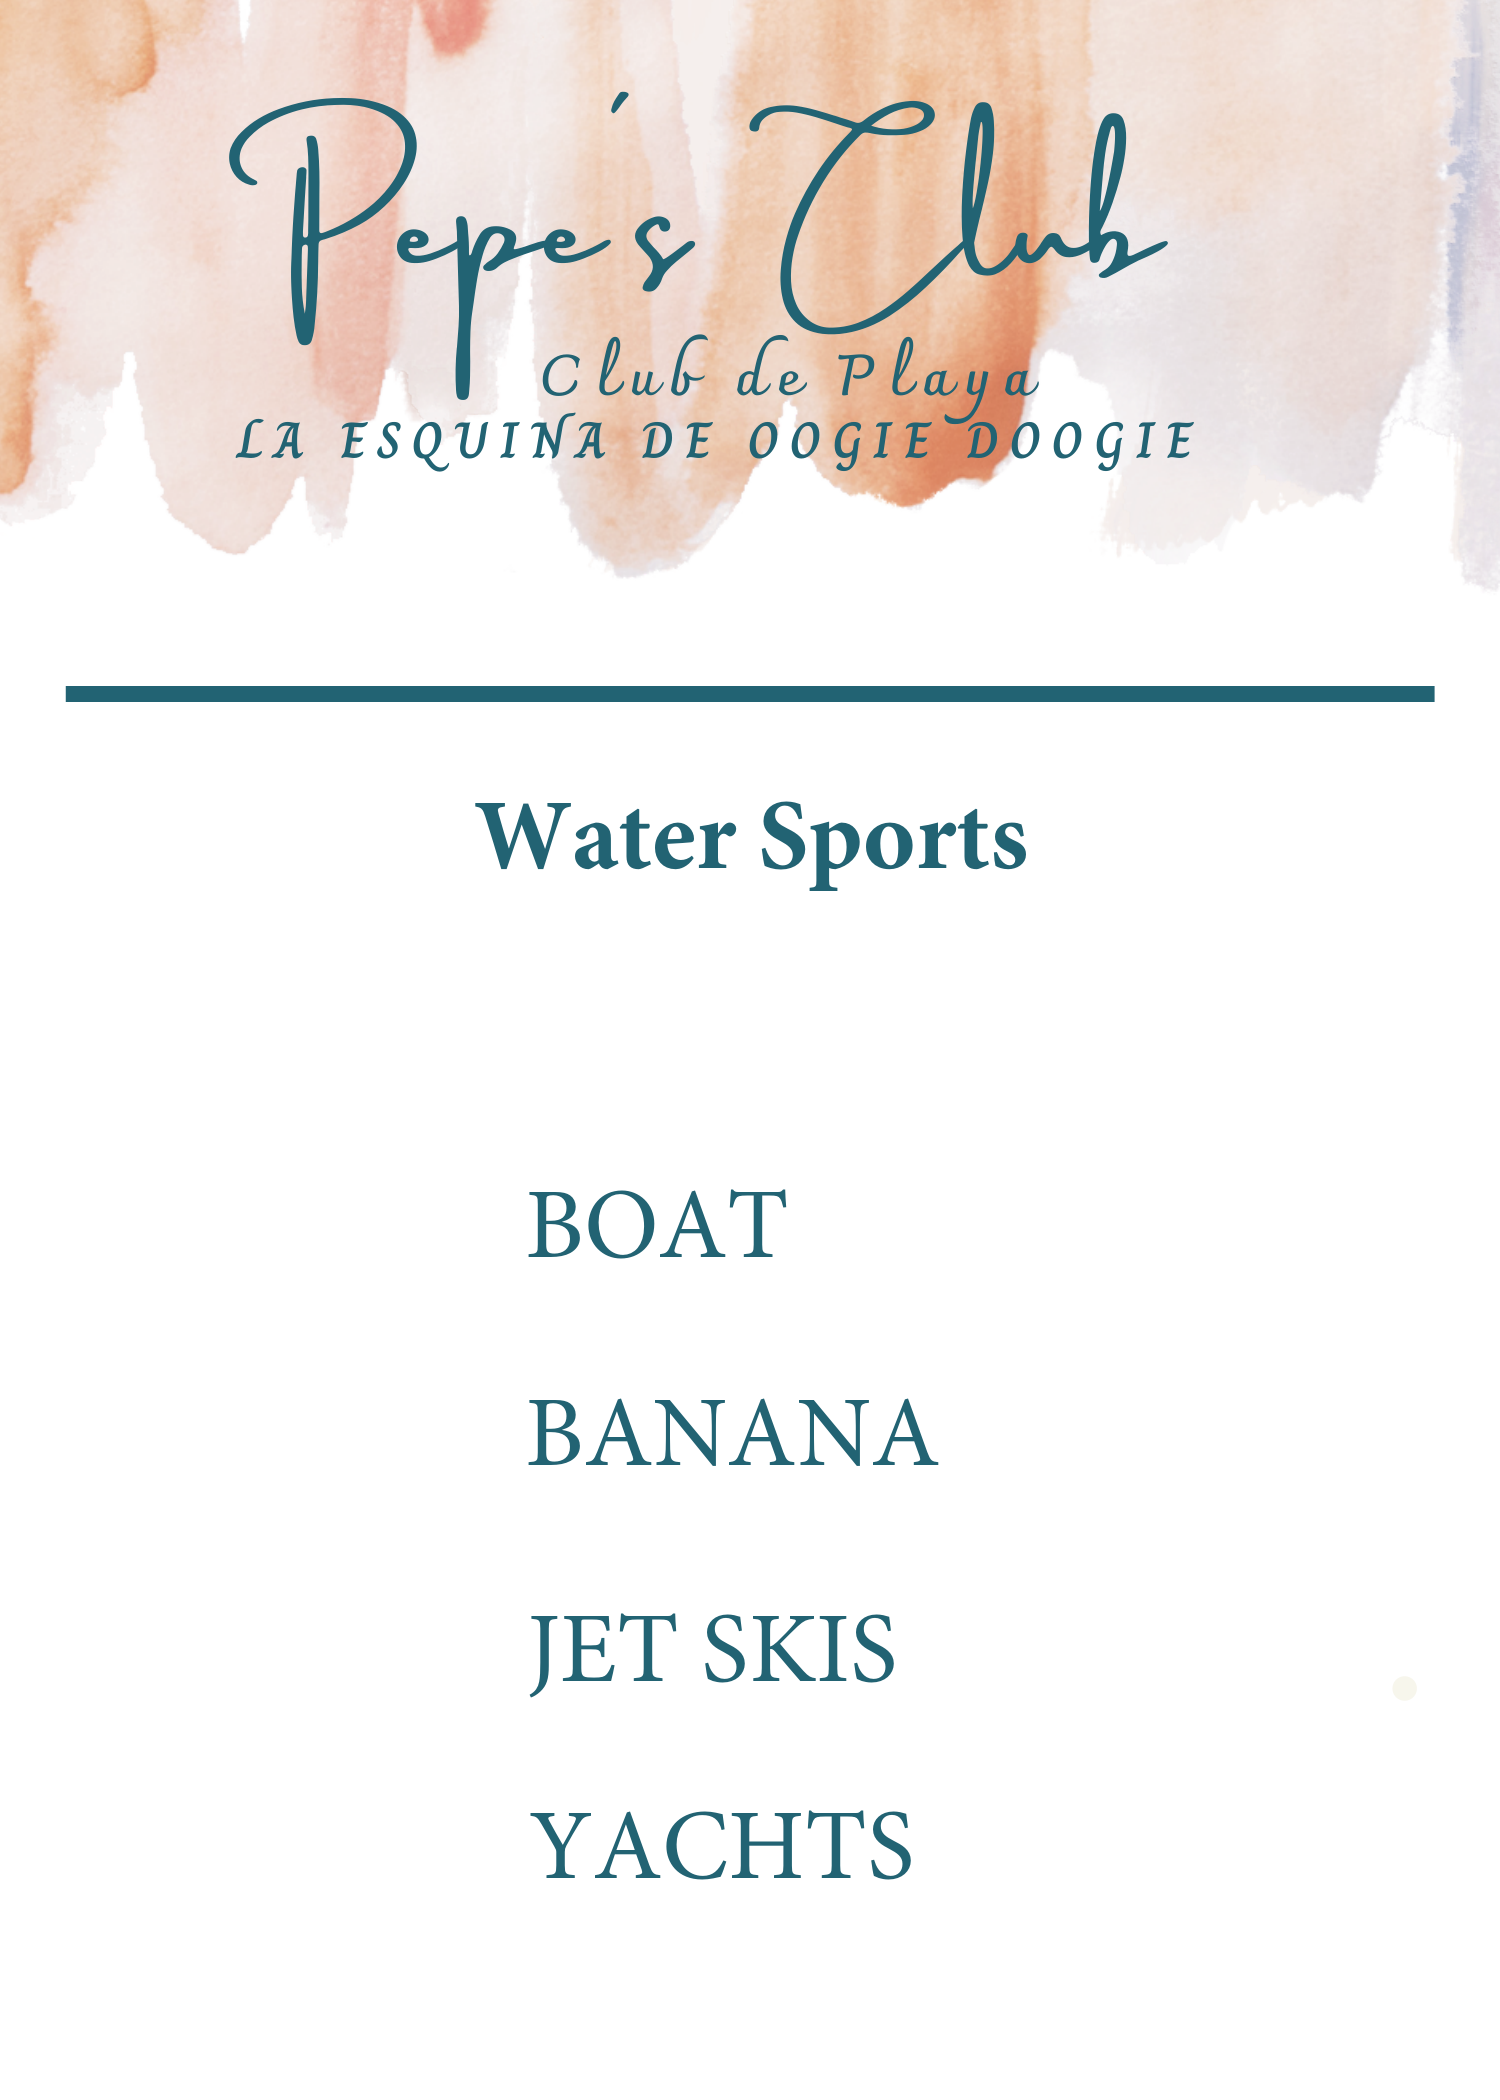 Pepe´s Club
Club de Playa
LA ESQUINA DE OOGIE DOOGIE
Water Sports
BOAT
BANANA
JET SKIS
YACHTS